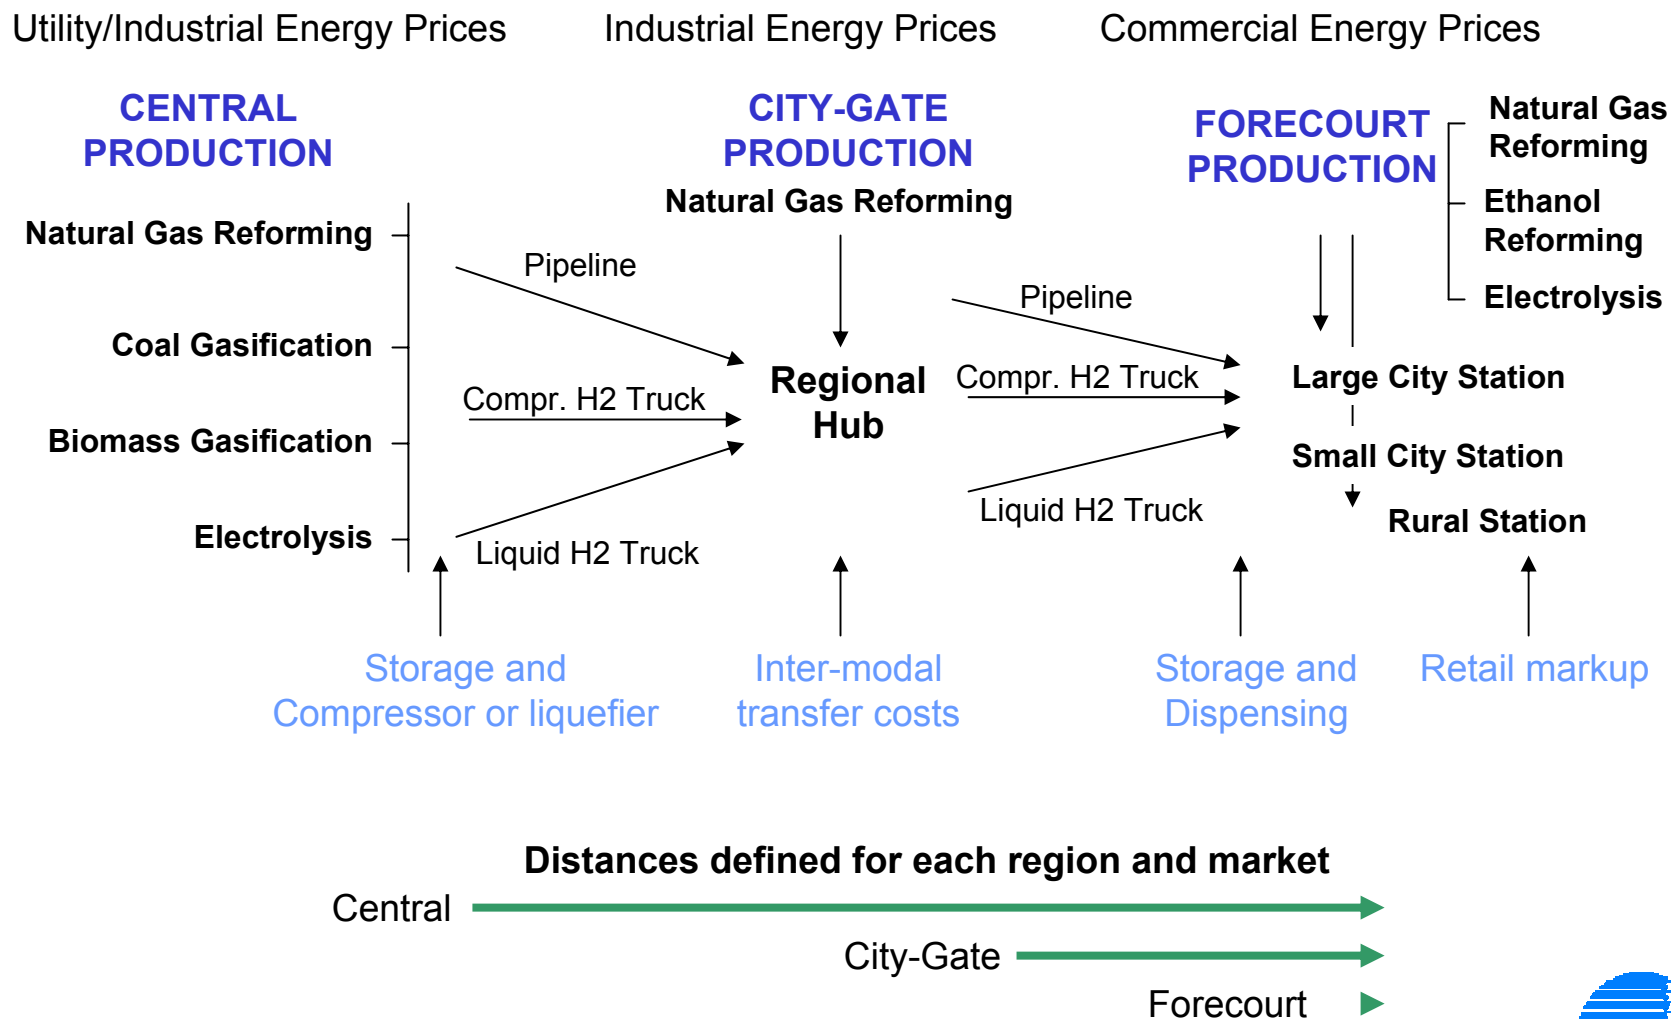 Utility/Industrial Energy Prices
Industrial Energy Prices
Commercial Energy Prices
CENTRAL
PRODUCTION
Natural Gas Reforming
Coal Gasification
Biomass Gasification
Electrolysis
Pipeline
Compr. H2 Truck
Liquid H2 Truck
CITY-GATE
PRODUCTION
Natural Gas Reforming
Regional
Hub
Pipeline
Compr. H2 Truck
Liquid H2 Truck
FORECOURT
PRODUCTION
Natural Gas
Reforming
Ethanol
Reforming
Electrolysis
Large City Station
Small City Station
Rural Station
Storage and
Compressor or liquefier
Inter-modal
transfer costs
Storage and
Dispensing
Retail markup
Distances defined for each region and market
Central
City-Gate
Forecourt